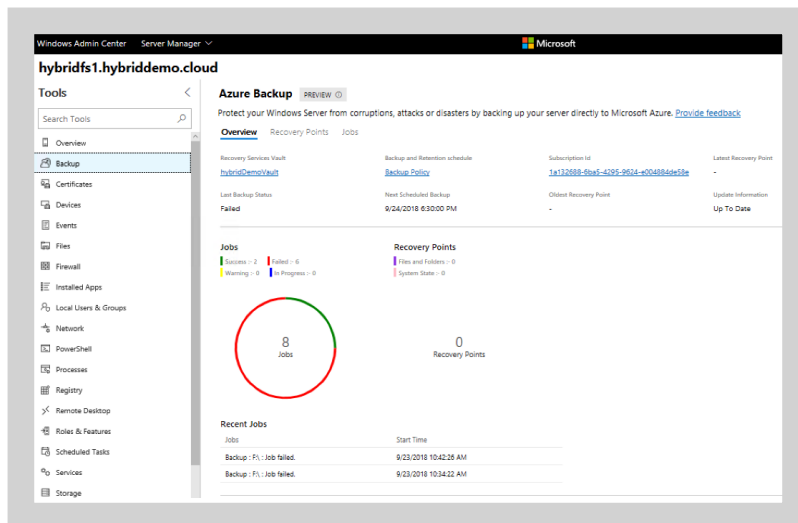 Windows Admin Center Server Manager
Microsoft
hybridfs1.hybriddemo.cloud
Tools
Search Tools
Overview
Backup
Certificates
Devices
Events
Files
Firewall
Installed Apps
Local Users & Groups
Network
PowerShell
Processes
Registry
Remote Desktop
Roles & Features
Scheduled Tasks
Services
Storage
Azure Backup PREVIEW
Protect your Windows Server from corruptions, attacks or disasters by backing up your server directly to Microsoft Azure. Provide feedback
Overview Recovery Points Jobs
Recovery Services Vault Backup and Retention schedule Subscription Id Latest Recovery Point
hybridDemoVault Backup Policy 1a132688-6ba5-4295-9624-e004884de58e -
Last Backup Status Next Scheduled Backup Oldest Recovery Point Update Information
Failed 9/24/2018 6:30:00 PM - Up To Date
Jobs Recovery Points
Success :- 2 Failed :- 6 Files and Folders :- 0
Warning :- 0 In Progress :- 0 System State :- 0
8 0
Jobs Recovery Points
Recent Jobs
Jobs Start Time
Backup : F:\ : Job failed. 9/23/2018 10:42:26 AM
Backup : F:\ : Job failed. 9/23/2018 10:34:22 AM